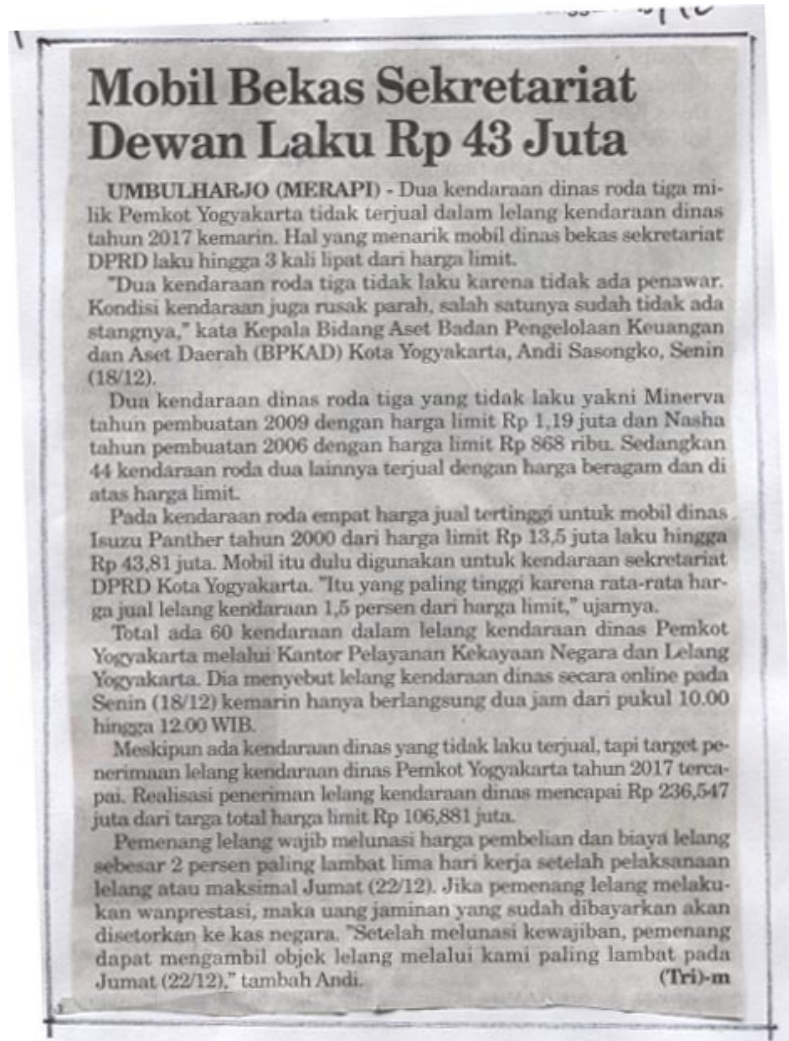 Mobil Bekas Sekretariat
Dewan Laku Rp 43 Juta
UMBULHARJO (MERAPI) - Dua kendaraan dinas roda tiga mi-
lik Pemkot Yogyakarta tidak terjual dalam lelang kendaraan dinas
tahun 2017 kemarin. Hal yang menarik mobil dinas bekas sekretariat
DPRD laku hingga 3 kali lipat dari harga limit.
"Dua kendaraan roda tiga tidak laku karena tidak ada penawar.
Kondisi kendaraan juga rusak parah, salah satunya sudah tidak ada
stangnya," kata Kepala Bidang Aset Badan Pengelolaan Keuangan
dan Aset Daerah (BPKAD) Kota Yogyakarta, Andi Sasongko, Senin
(18/12).
Dua kendaraan dinas roda tiga yang tidak laku yakni Minerva
tahun pembuatan 2009 dengan harga limit Rp 1,19 juta dan Nasha
tahun pembuatan 2006 dengan harga limit Rp 868 ribu. Sedangkan
44 kendaraan roda dua lainnya terjual dengan harga beragam dan di
atas harga limit.
Pada kendaraan roda empat harga jual tertinggi untuk mobil dinas
Isuzu Panther tahun 2000 dari harga limit Rp 13,5 juta laku hingga
Rp 43,81 juta. Mobil itu dulu digunakan untuk kendaraan sekretariat
DPRD Kota Yogyakarta. "Itu yang paling tinggi karena rata-rata har-
ga jual lelang kendaraan 1,5 persen dari harga limit," ujarnya.
Total ada 60 kendaraan dalam lelang kendaraan dinas Pemkot
Yogyakarta melalui Kantor Pelayanan Kekayaan Negara dan Lelang
Yogyakarta. Dia menyebut lelang kendaraan dinas secara online pada
Senin (18/12) kemarin hanya berlangsung dua jam dari pukul 10.00
hingga 12.00 WIB.
Meskipun ada kendaraan dinas yang tidak laku terjual, tapi target pe-
nerimaan lelang kendaraan dinas Pemkot Yogyakarta tahun 2017 terca-
pai. Realisasi peneriman lelang kendaraan dinas mencapai Rp 236,547
juta dari targa total harga limit Rp 106,881 juta.
Pemenang lelang wajib melunasi harga pembelian dan biaya lelang
sebesar 2 persen paling lambat lima hari kerja setelah pelaksanaan
lelang atau maksimal Jumat (22/12). Jika pemenang lelang melaku-
kan wanprestasi, maka uang jaminan yang sudah dibayarkan akan
disetorkan ke kas negara. "Setelah melunasi kewajiban, pemenang
dapat mengambil objek lelang melalui kami paling lambat pada
Jumat (22/12)," tambah Andi. (Tri)-m